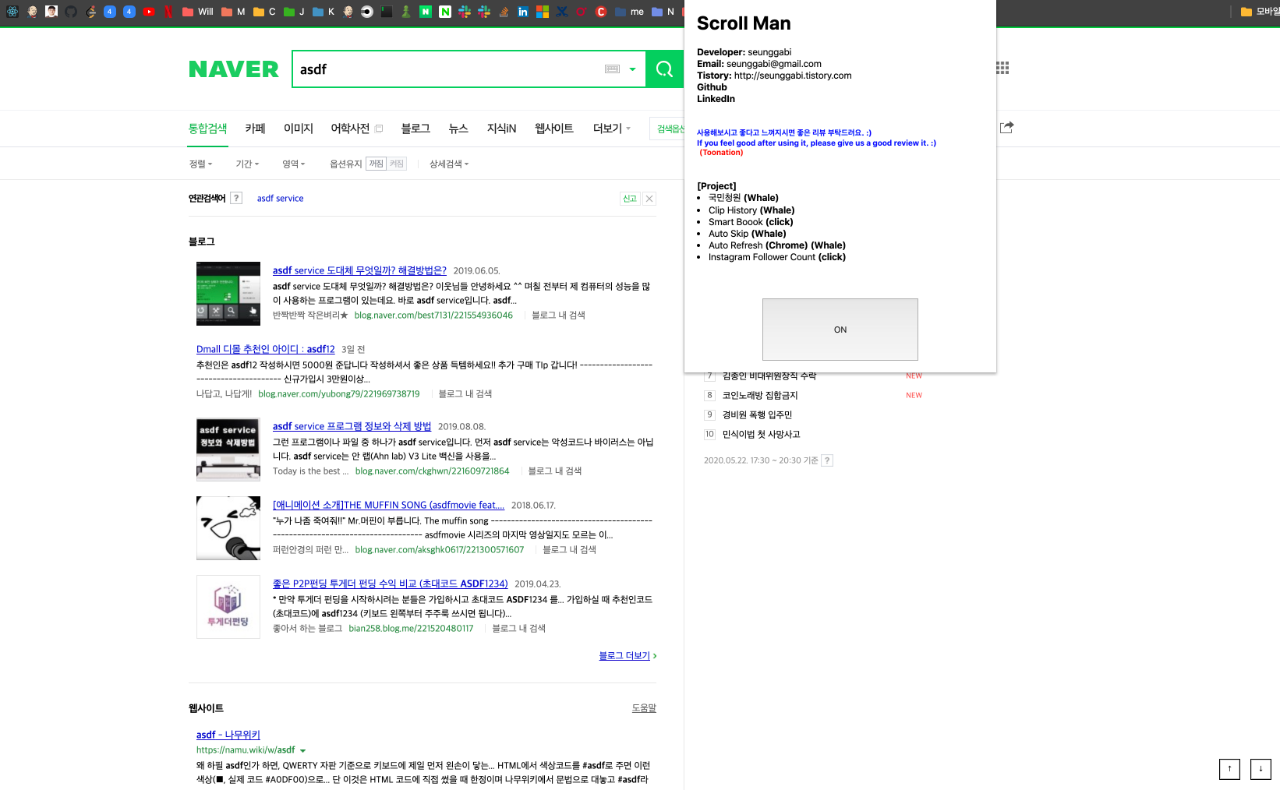 Will M C J K me N 모바일
NAVER
asdf
통합검색 카페 이미지 어학사전 블로그 뉴스 지식iN 웹사이트 더보기 검색옵션
정렬 기간 영역 옵션유지 꺼짐 켜짐 상세검색
연관검색어 ? asdf service 신고
블로그
asdf service 도대체 무엇일까? 해결방법은? 2019.06.05.
asdf service 도대체 무엇일까? 해결방법은? 이웃님들 안녕하세요 ^^ 며칠 전부터 제 컴퓨터의 성능을 많
이 사용하는 프로그램이 있는데요. 바로 asdf service입니다. asdf...
반짝반짝 작은벼리★ blog.naver.com/best7131/221554936046 블로그 내 검색
Dmall 디몰 추천인 아이디 : asdf12 3일 전
추천인은 asdf12 작성하시면 5000원 준답니다 작성하셔서 좋은 상품 득템하세요!! 추가 구매 TIp 갑니다! ------------------
--------------------- 신규가입시 3만원이상...
나답고, 나답게! blog.naver.com/yubong79/221969738719 블로그 내 검색
asdf service
정보와 삭제방법
asdf service 프로그램 정보와 삭제 방법 2019.08.08.
그런 프로그램이나 파일 중 하나가 asdf service입니다. 먼저 asdf service는 악성코드나 바이러스는 아닙
니다. asdf service는 안 랩(Ahn lab) V3 Lite 백신을 사용을...
Today is the best ... blog.naver.com/ckghwn/221609721864 블로그 내 검색
[애니메이션 소개]THE MUFFIN SONG (asdfmovie feat.... 2018.06.17.
"누가 나좀 죽여줘!!" Mr.머핀이 부릅니다. The muffin song ----------------------------------------
-------------------------------- asdfmovie 시리즈의 마지막 영상일지도 모르는 이...
퍼런안경의 퍼런 만... blog.naver.com/aksghk0617/221300571607 블로그 내 검색
투게더펀딩
좋은 P2P펀딩 투게더 펀딩 수익 비교 (초대코드 ASDF1234) 2019.04.23.
* 만약 투게더 펀딩을 시작하시려는 분들은 가입하시고 초대코드 ASDF1234 를... 가입하실 때 추천인코드
(초대코드)에 asdf1234 (키보드 왼쪽부터 주주룩 쓰시면 됩니다)...
좋아서 하는 블로그 bian258.blog.me/221520480117 블로그 내 검색
블로그 더보기
웹사이트 도움말
asdf - 나무위키
https://namu.wiki/w/asdf
왜 하필 asdf인가 하면, QWERTY 자판 기준으로 키보드에 제일 먼저 왼손이 닿는... HTML에서 색상코드를 #asdf로 주면 이런
색상(■, 실제 코드 #A0DF00)으로... 단 이것은 HTML 코드에 직접 썼을 때 한정이며 나무위키에서 문법으로 대놓고 #asdf라
Scroll Man
Developer: seunggabi
Email: seunggabi@gmail.com
Tistory: http://seunggabi.tistory.com
Github
LinkedIn
사용해보시고 좋다고 느껴지시면 좋은 리뷰 부탁드려요. :)
If you feel good after using it, please give us a good review it. :)
(Toonation)
[Project]
• 국민청원 (Whale)
• Clip History (Whale)
• Smart Boook (click)
• Auto Skip (Whale)
• Auto Refresh (Chrome) (Whale)
• Instagram Follower Count (click)
ON
7 김종인 비대위원장직 수락 NEW
8 코인노래방 집합금지 NEW
9 경비원 폭행 입주민
10 민식이법 첫 사망사고
2020.05.22. 17:30 ~ 20:30 기준 ?
↑ ↓